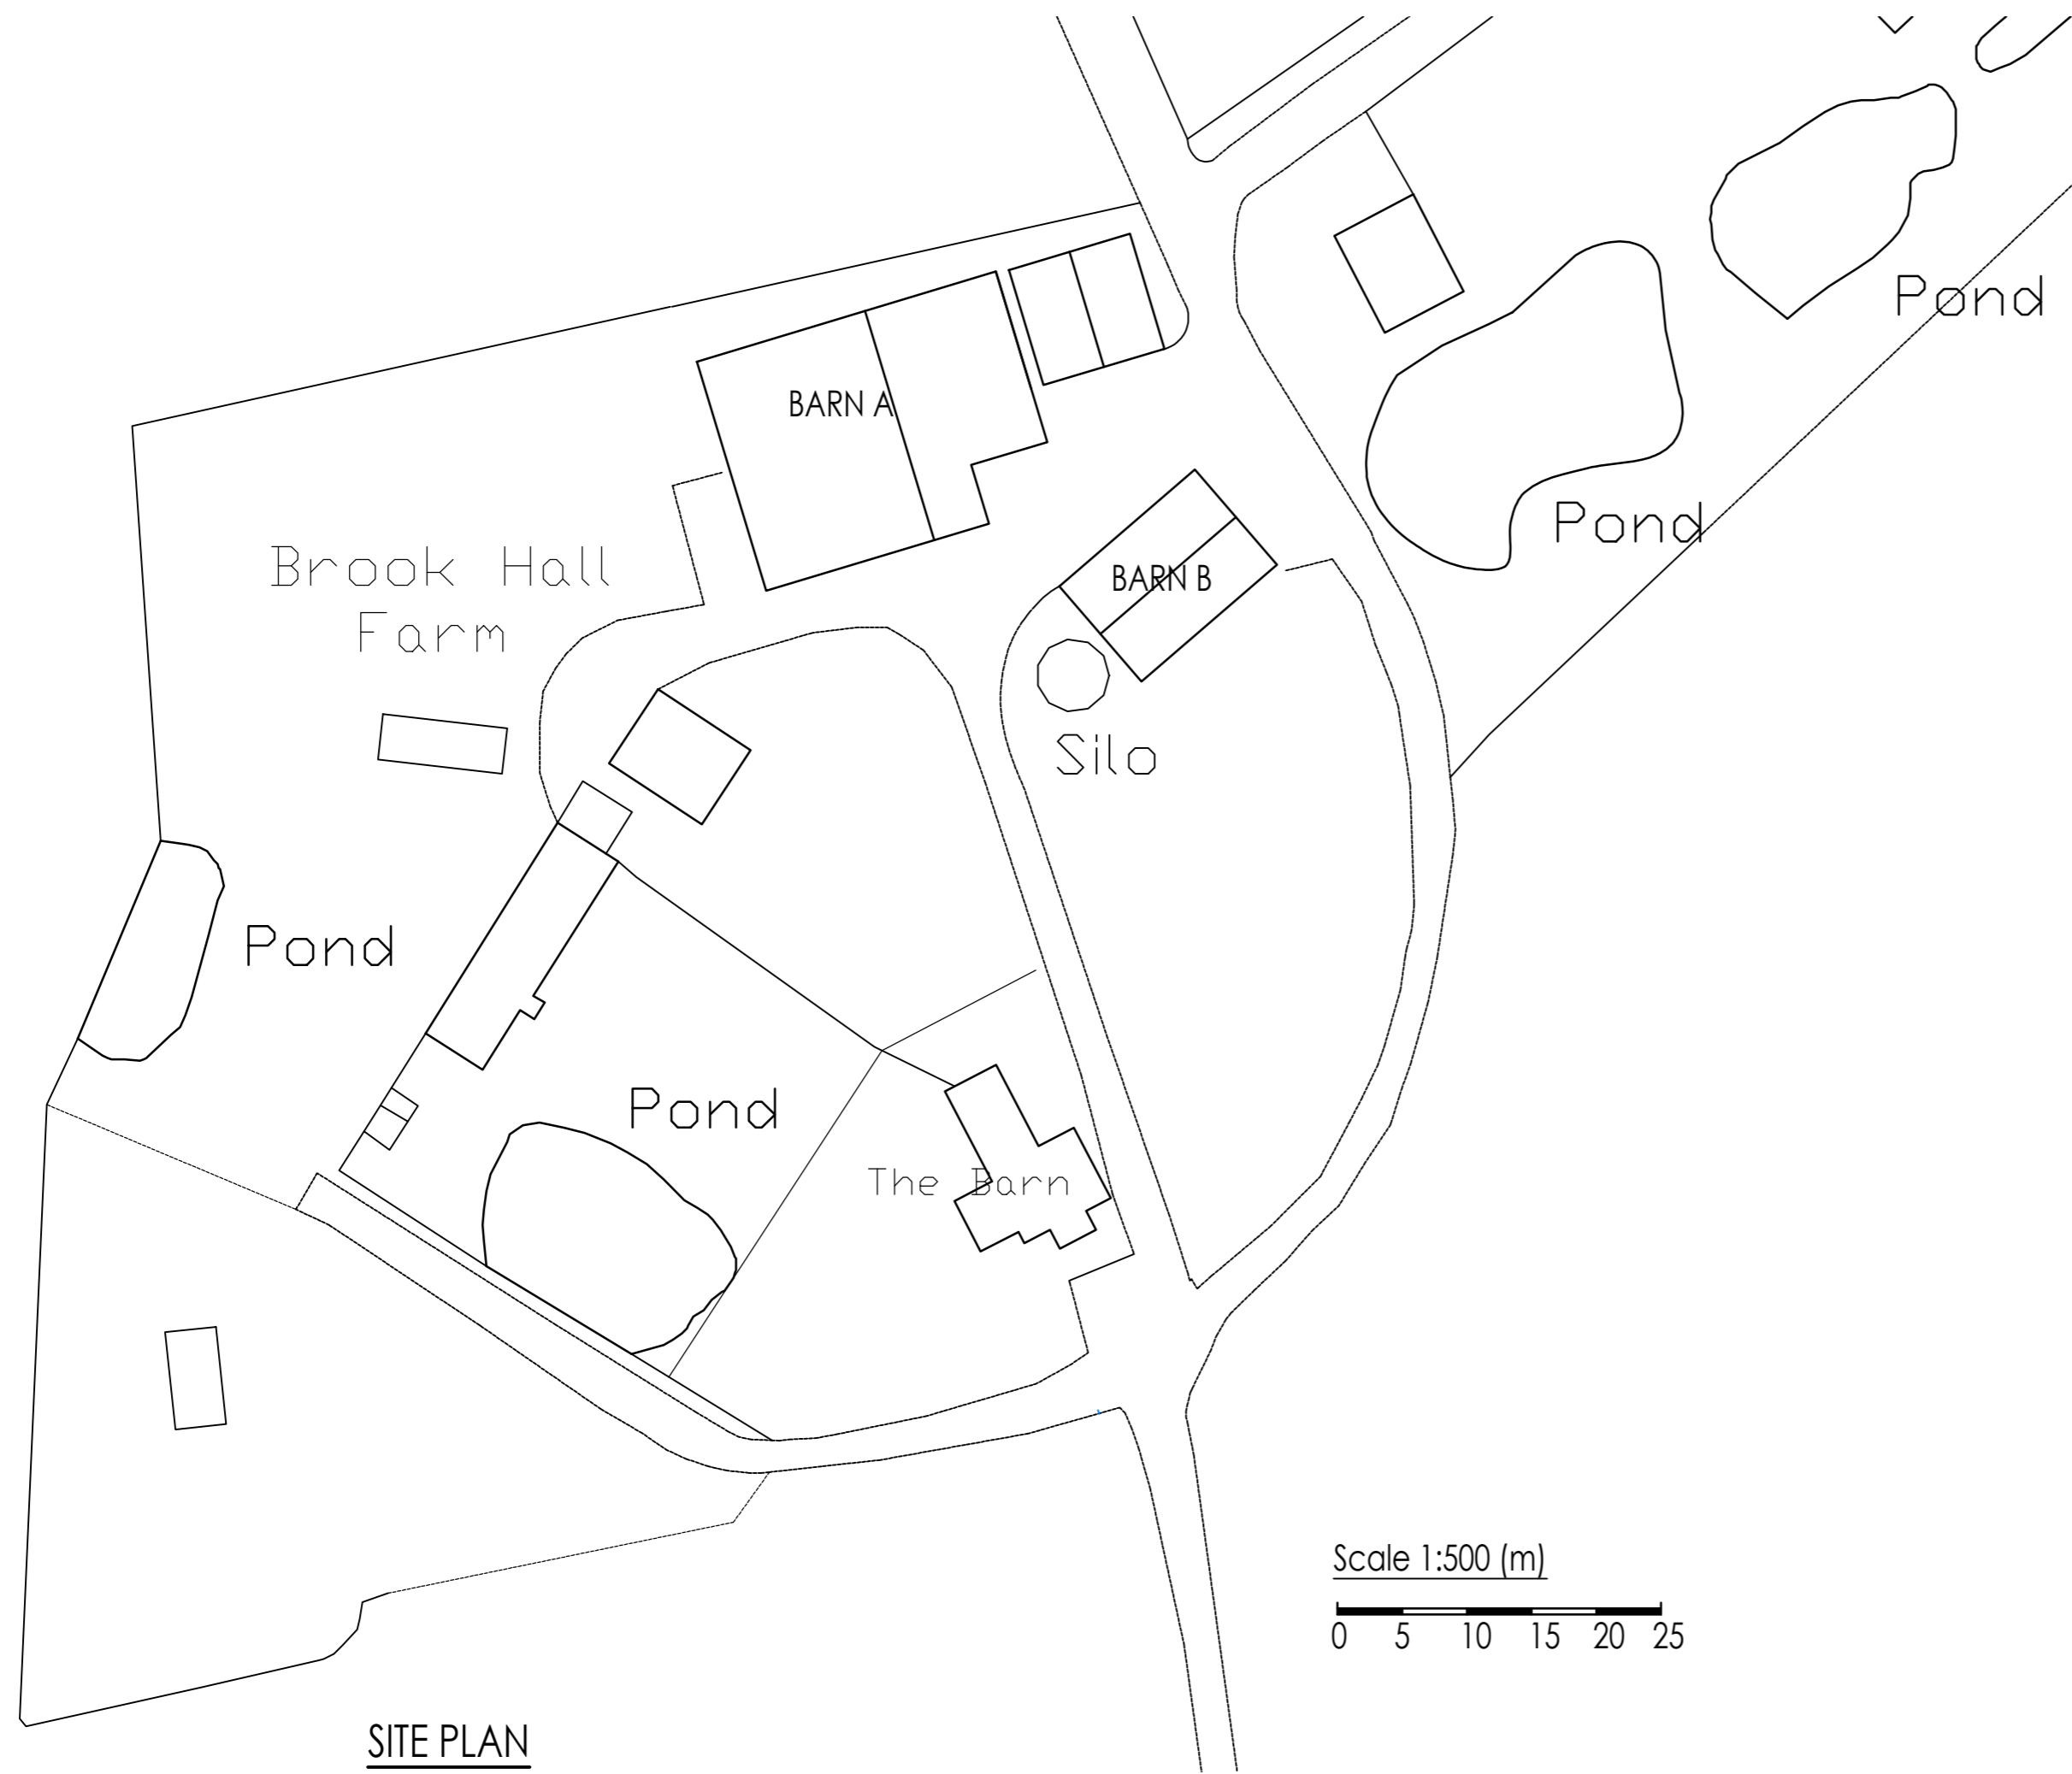 Pond
BARN A
Pond
Brook Hall
Farm
BARN B
Silo
Pond
Pond
The Barn
Scale 1:500 (m)
0 5 10 15 20 25
SITE PLAN